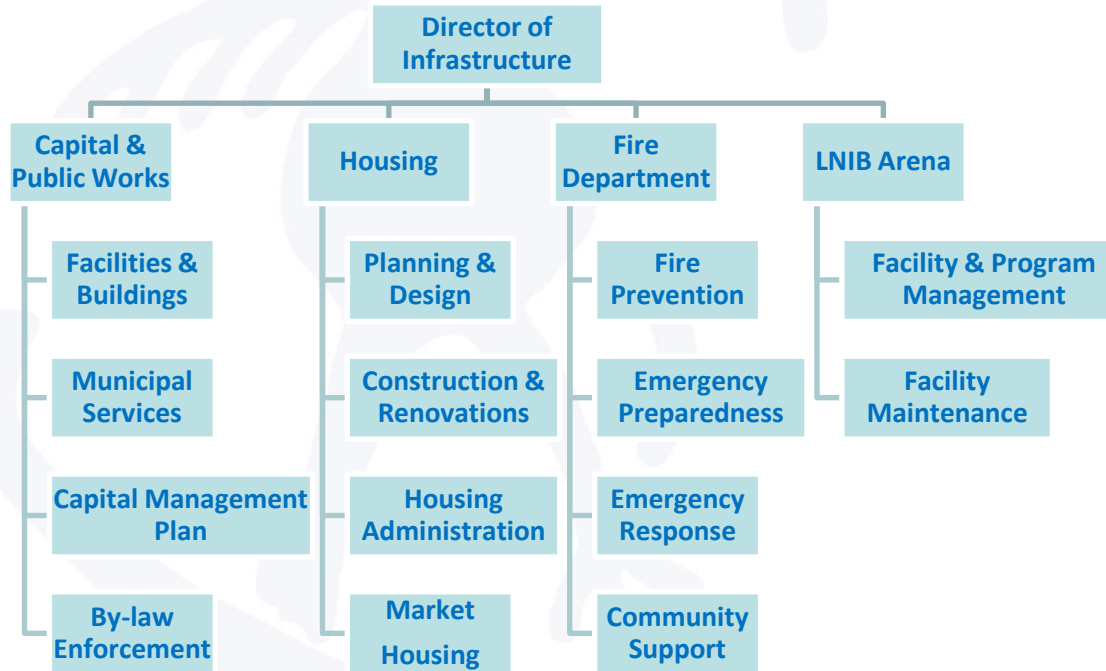 Director of
Infrastructure
Capital &
Public Works
Housing
Fire
Department
LNIB Arena
Facilities &
Buildings
Municipal
Services
Capital Management
Plan
By-law
Enforcement
Planning &
Design
Construction &
Renovations
Housing
Administration
Market
Housing
Fire
Prevention
Emergency
Preparedness
Emergency
Response
Community
Support
Facility & Program
Management
Facility
Maintenance